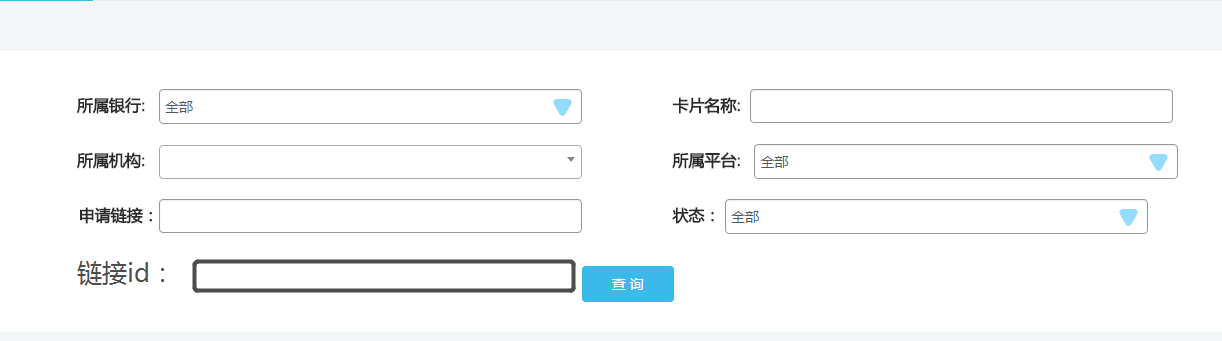 所属银行: 全部 卡片名称:
所属机构: 所属平台: 全部
申请链接： 状态： 全部
链接id： 查询